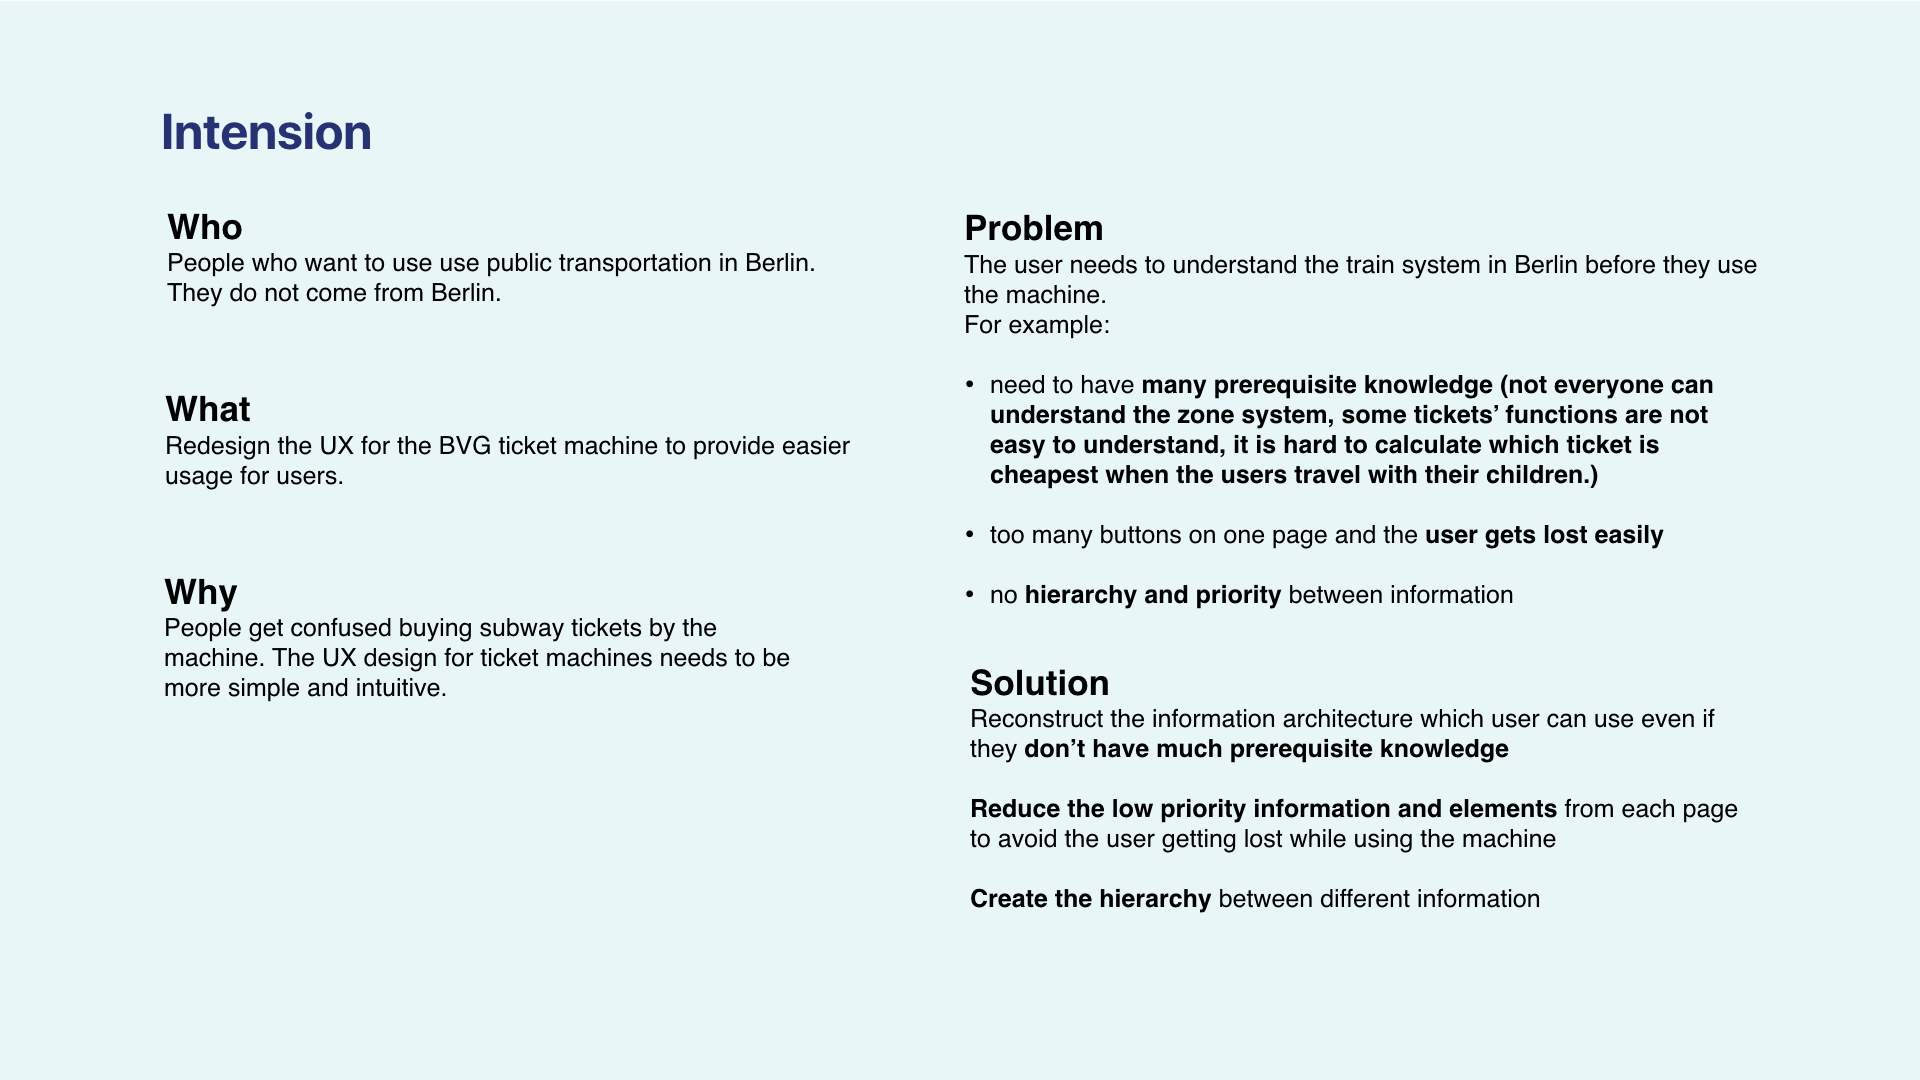 Intension
Who
People who want to use use public transportation in Berlin.
They do not come from Berlin.
What
Redesign the UX for the BVG ticket machine to provide easier
usage for users.
Why
People get confused buying subway tickets by the
machine. The UX design for ticket machines needs to be
more simple and intuitive.
Problem
The user needs to understand the train system in Berlin before they use
the machine.
For example:
• need to have many prerequisite knowledge (not everyone can
understand the zone system, some tickets’ functions are not
easy to understand, it is hard to calculate which ticket is
cheapest when the users travel with their children.)
• too many buttons on one page and the user gets lost easily
• no hierarchy and priority between information
Solution
Reconstruct the information architecture which user can use even if
they don’t have much prerequisite knowledge
Reduce the low priority information and elements from each page
to avoid the user getting lost while using the machine
Create the hierarchy between different information